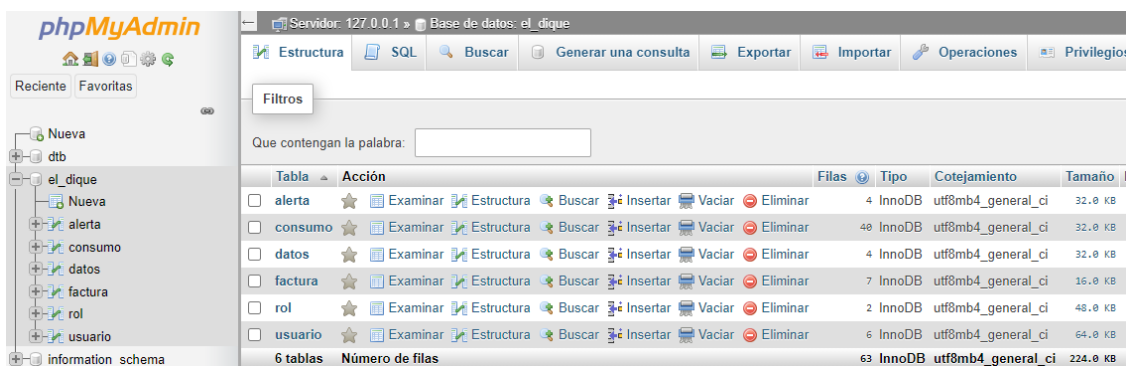 phpMyAdmin
Reciente Favoritas
Nueva
dtb
el_dique
Nueva
alerta
consumo
datos
factura
rol
usuario
information_schema
Servidor: 127.0.0.1 » Base de datos: el_dique
Estructura SQL Buscar Generar una consulta Exportar Importar Operaciones Privilegios
Filtros
Que contengan la palabra:
Tabla Acción Filas Tipo Cotejamiento Tamaño
alerta Examinar Estructura Buscar Insertar Vaciar Eliminar 4 InnoDB utf8mb4_general_ci 32.0 KB
consumo Examinar Estructura Buscar Insertar Vaciar Eliminar 40 InnoDB utf8mb4_general_ci 32.0 KB
datos Examinar Estructura Buscar Insertar Vaciar Eliminar 4 InnoDB utf8mb4_general_ci 32.0 KB
factura Examinar Estructura Buscar Insertar Vaciar Eliminar 7 InnoDB utf8mb4_general_ci 16.0 KB
rol Examinar Estructura Buscar Insertar Vaciar Eliminar 2 InnoDB utf8mb4_general_ci 48.0 KB
usuario Examinar Estructura Buscar Insertar Vaciar Eliminar 6 InnoDB utf8mb4_general_ci 64.0 KB
6 tablas Número de filas 63 InnoDB utf8mb4_general_ci 224.0 KB